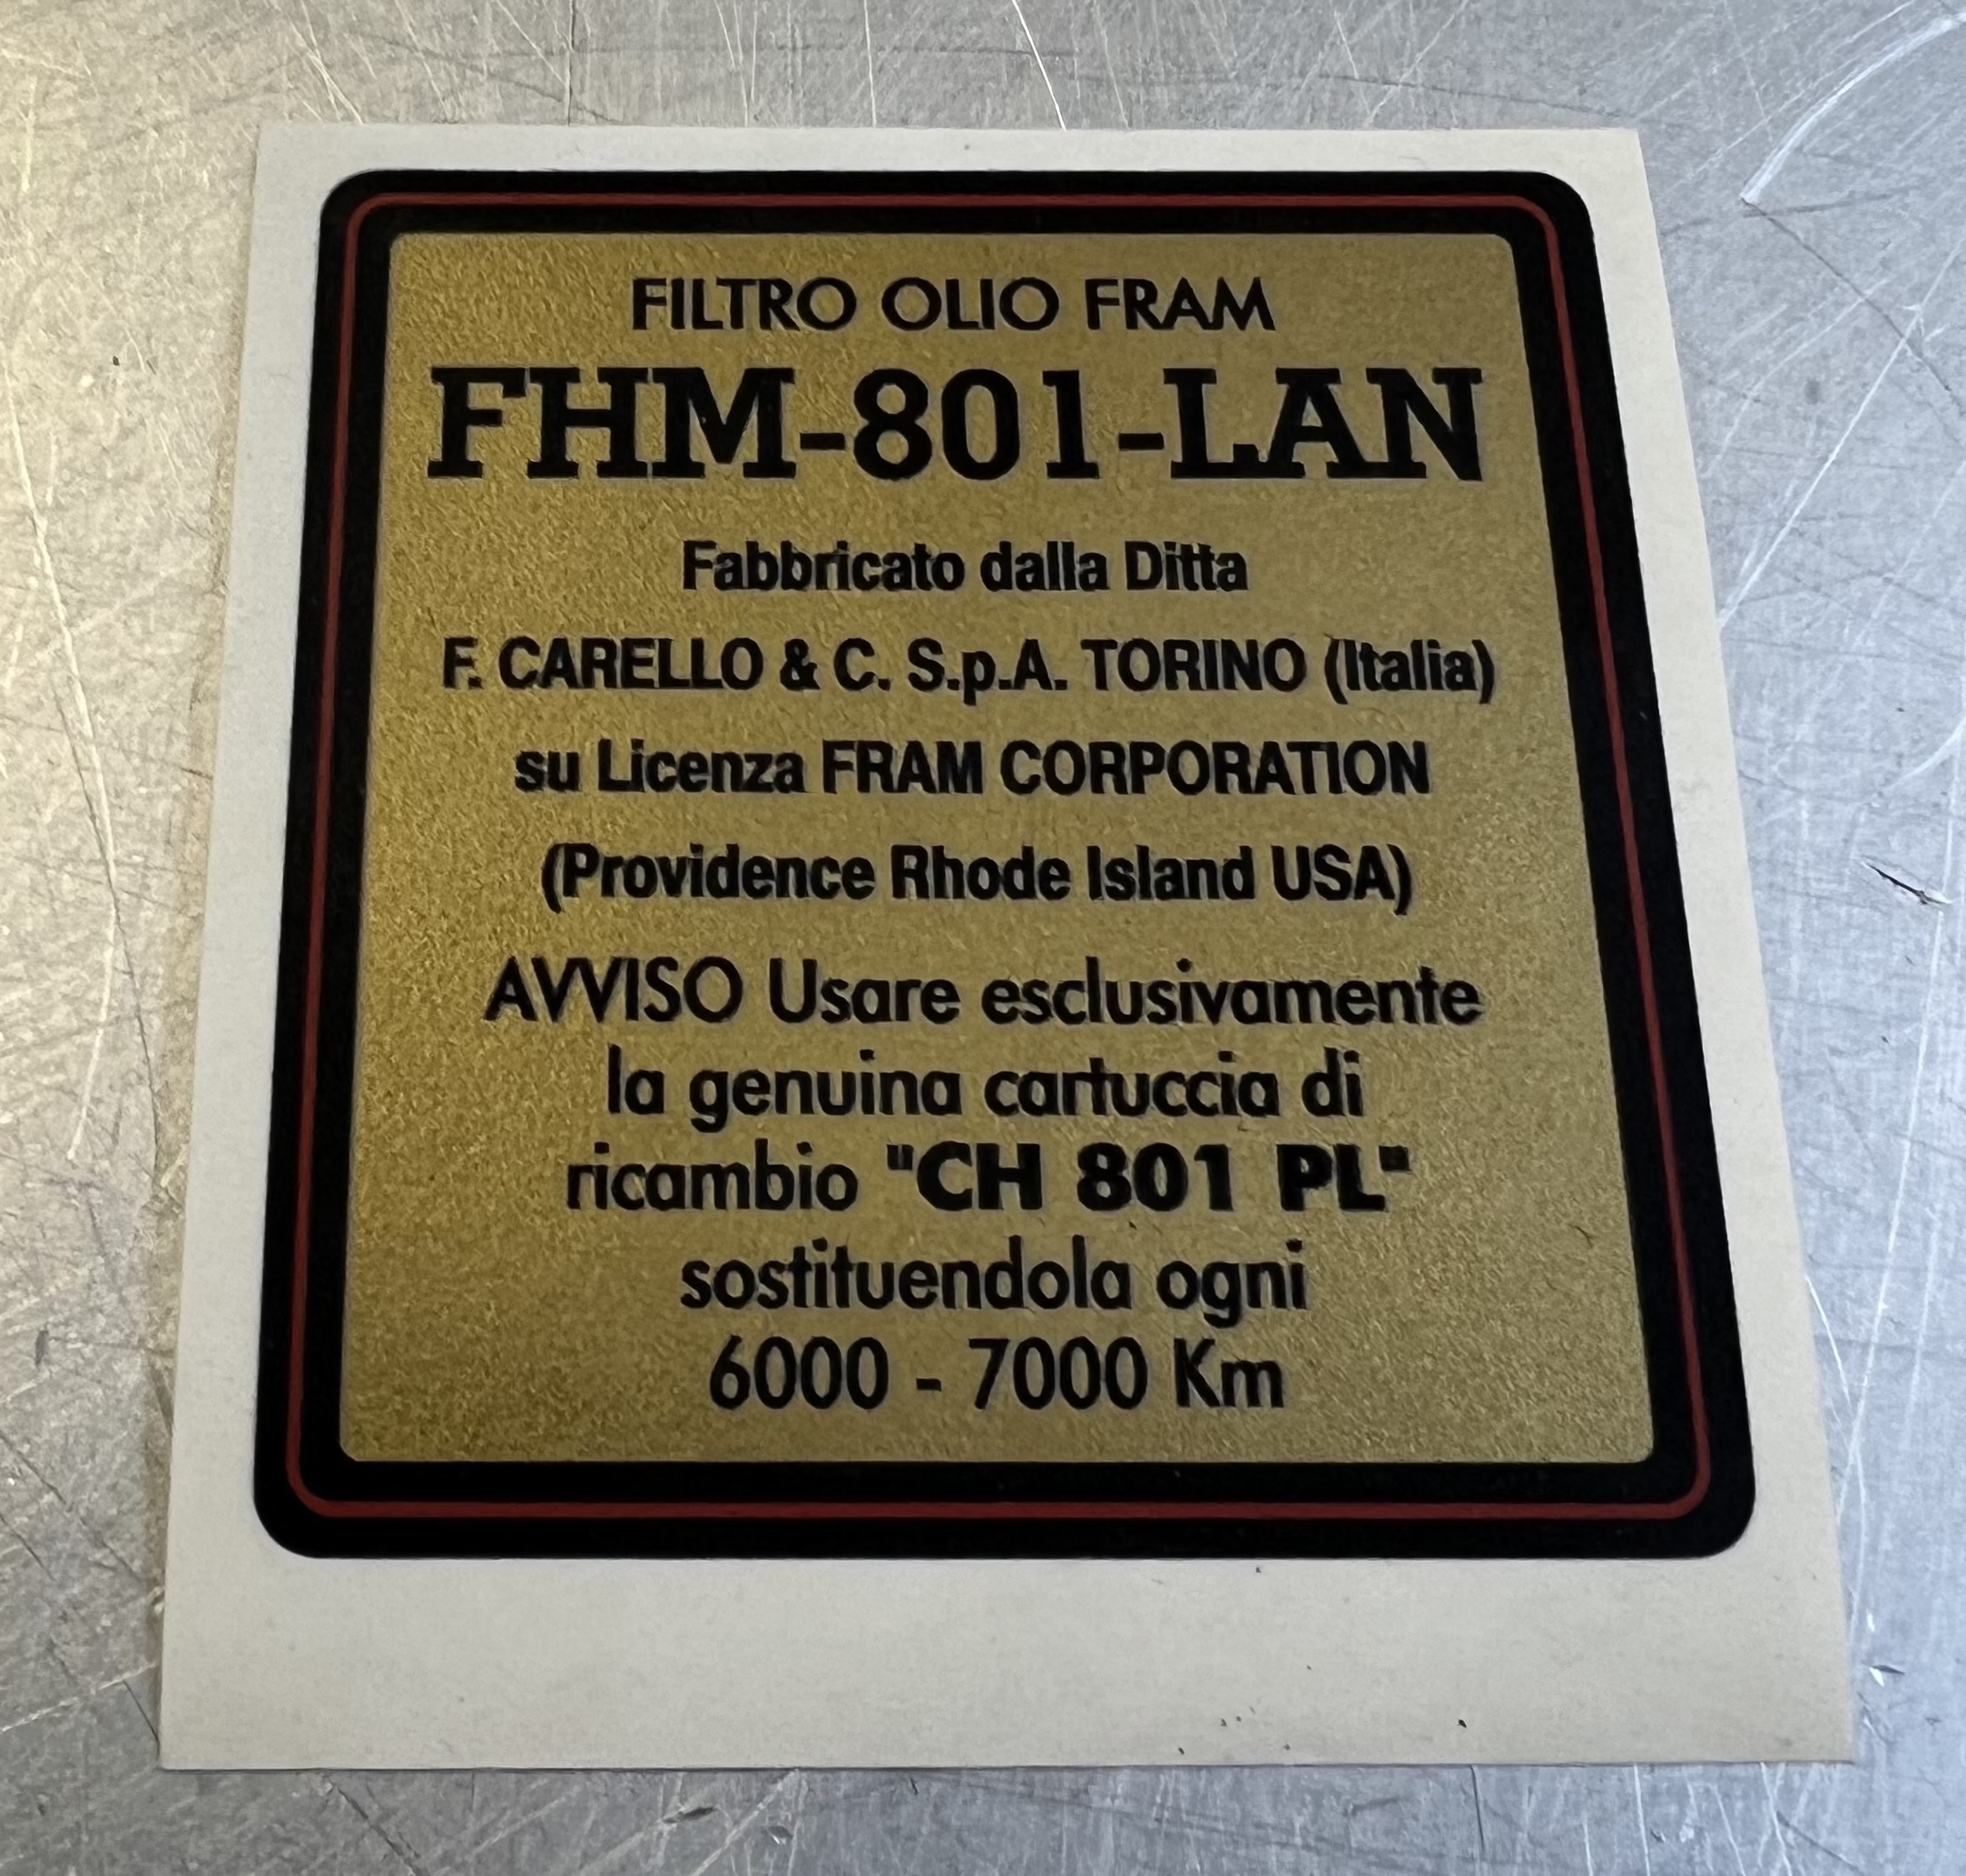 FILTRO OLIO FRAM
FHM-801-LAN
Fabbricato dalla Ditta
F. CARELLO & C. S.p.A. TORINO (Italia)
su Licenza FRAM CORPORATION
(Providence Rhode Island USA)
AVVISO Usare esclusivamente
la genuina cartuccia di
ricambio "CH 801 PL"
sostituendola ogni
6000 - 7000 Km